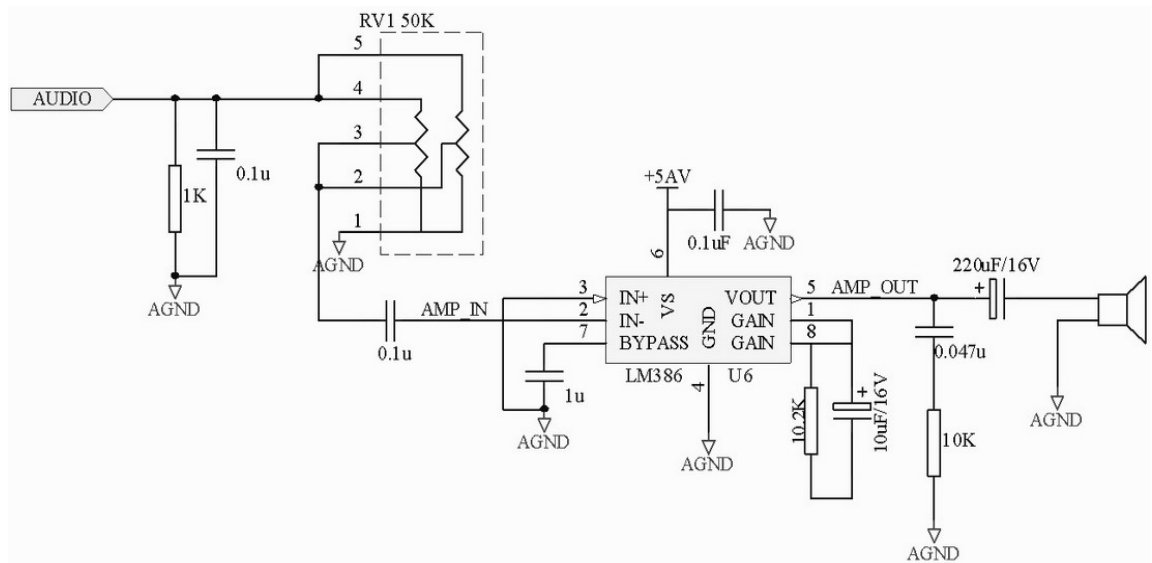 RV1 50K
5
AUDIO
4
3
0.1u
1K
2
1
+5AV
AGND
0.1uF
AGND
6
220uF/16V
AGND
3
IN+
VS
VOUT
5
AMP_OUT
+
AMP_IN
2
IN-
GND
GAIN
1
0.1u
7
BYPASS
GAIN
8
0.047u
LM386
U6
1u
4
10.2K
+
10uF/16V
AGND
AGND
10K
AGND
AGND